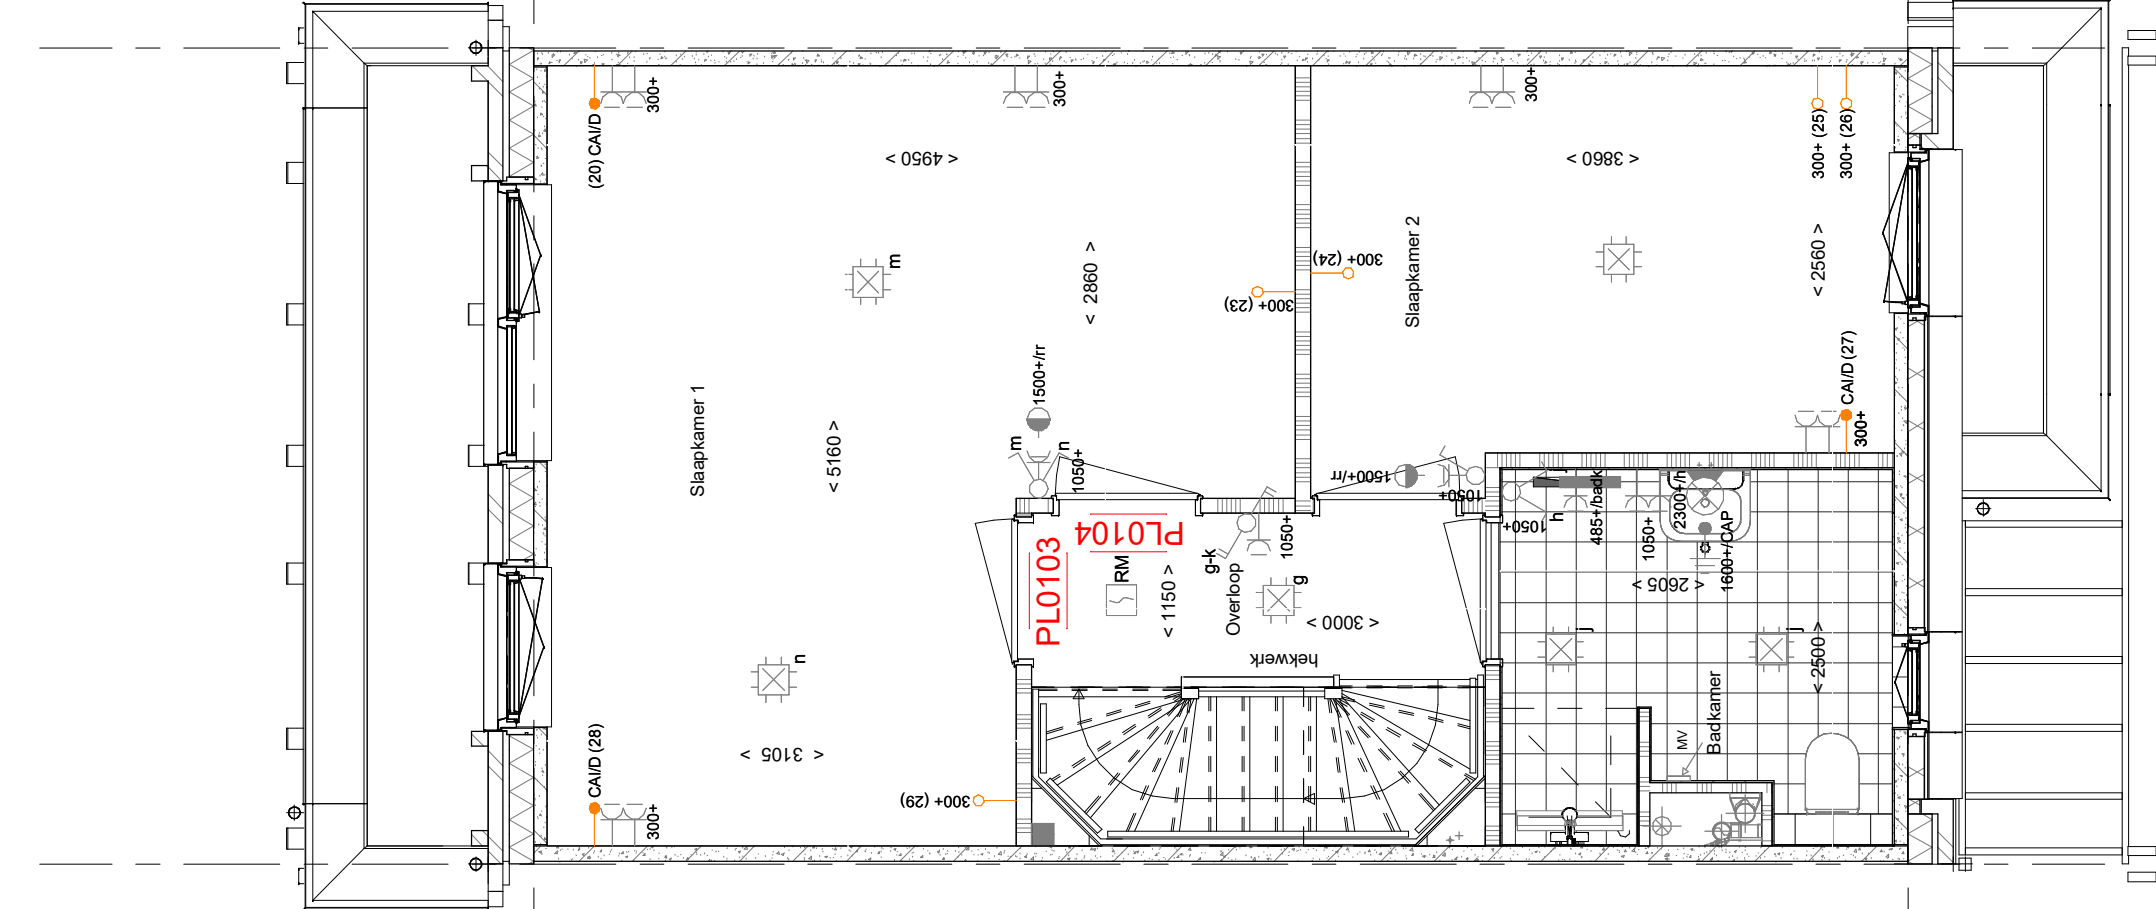 300+
(20) CAI/D
300+
300+
300+ (25)
300+ (26)
< 4950 >
< 3860 >
m
< 2860 >
300+ (23)
300+ (24)
Slaapkamer 2
< 2560 >
Slaapkamer 1
< 5160 >
1500+/rr
m
n
1050+
1500+/rr
1050+
CAI/D (27)
300+
PL0103
PL0104
RM
< 1150 >
g-k
1050+
Overloop
g
< 3000 >
hekwerk
1050+
h
485+/badk
1050+
2300+/h
1600+/CAP
< 2605 >
j
j
< 2500 >
Badkamer
MV
n
< 3105 >
CAI/D (28)
300+
300+ (29)